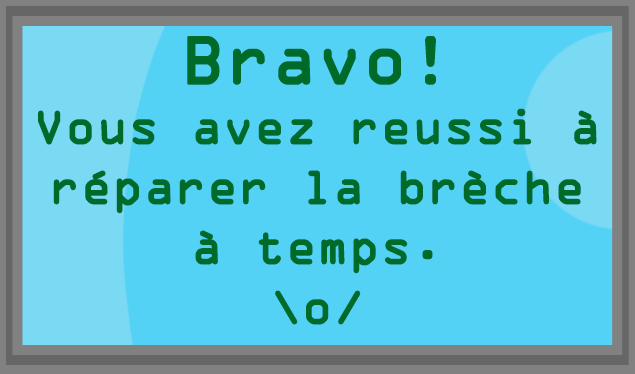 Bravo!
Vous avez reussi à
réparer la brèche
à temps.
\o/